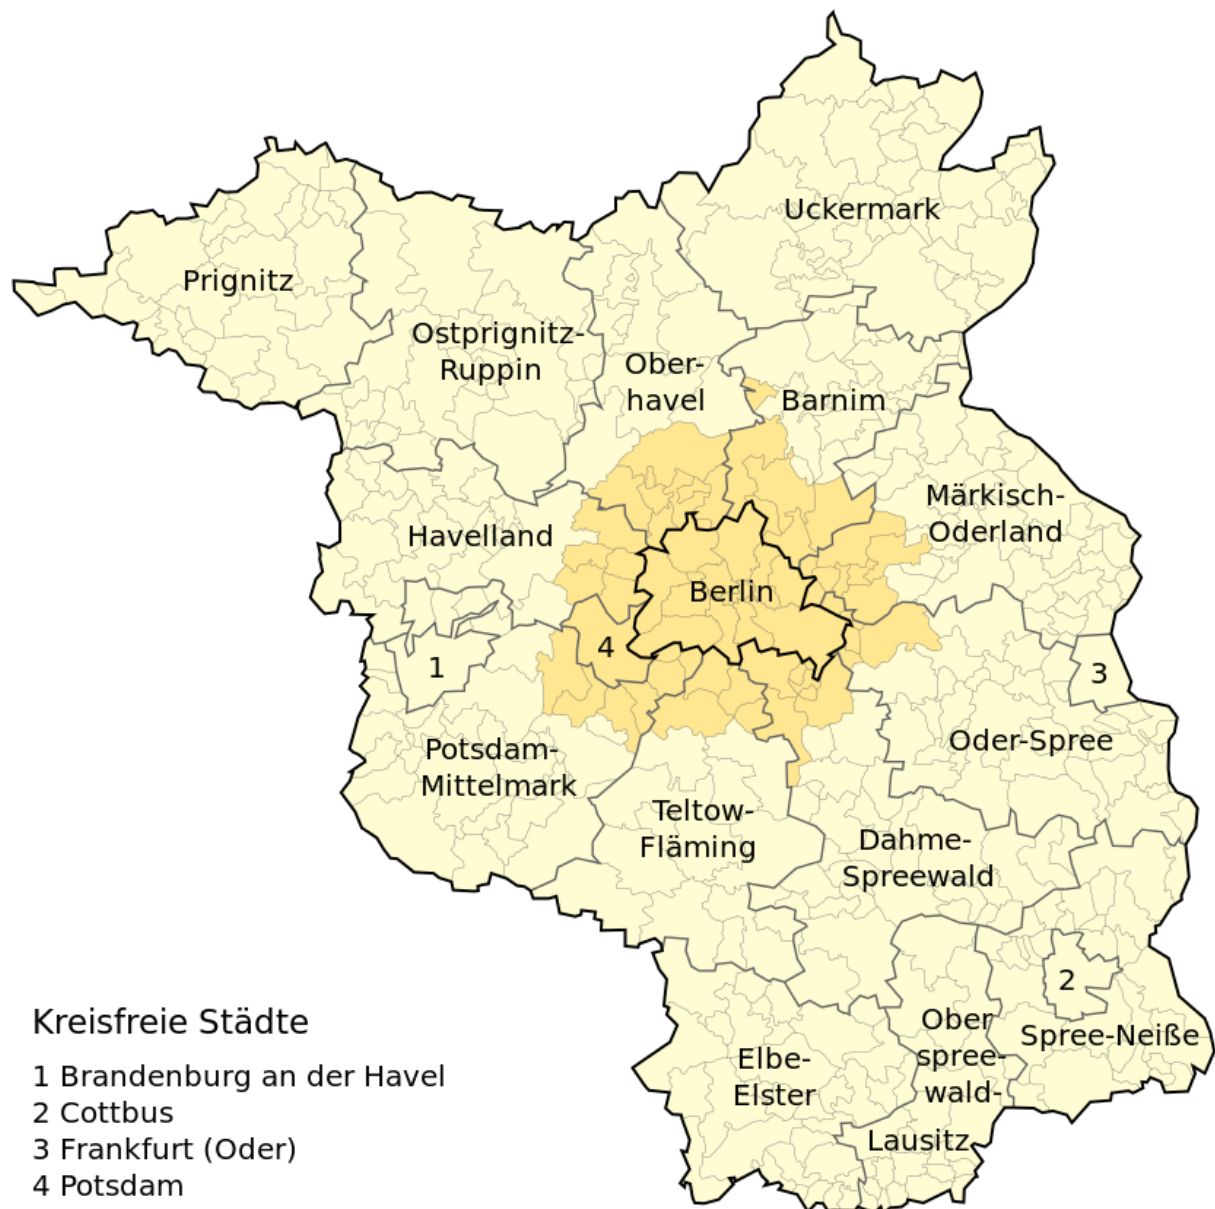 Uckermark
Prignitz
Ostprignitz-
Ruppin
Ober-
havel
Barnim
Märkisch-
Oderland
Havelland
Berlin
4
1
3
Potsdam-
Mittelmark
Oder-Spree
Teltow-
Fläming
Dahme-
Spreewald
2
Ober
spree-
wald-
Lausitz
Spree-Neiße
Elbe-
Elster
Kreisfreie Städte
1 Brandenburg an der Havel
2 Cottbus
3 Frankfurt (Oder)
4 Potsdam